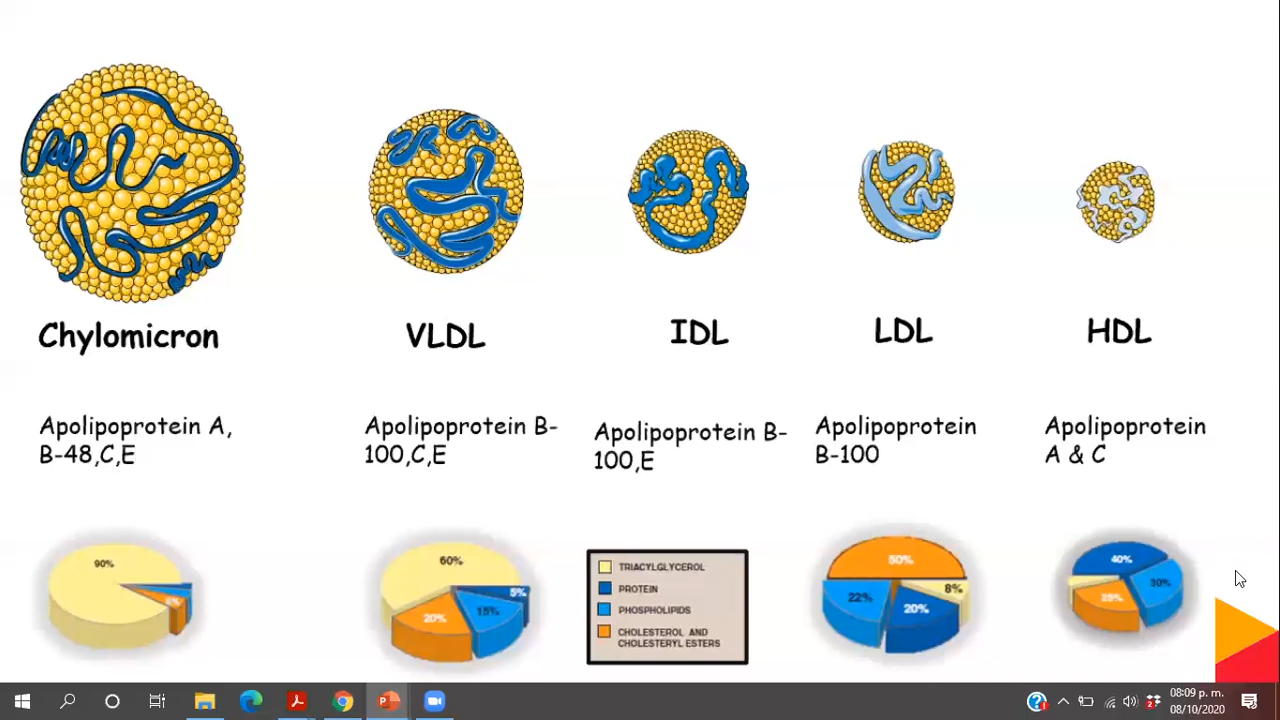 Chylomicron
VLDL
IDL
LDL
HDL
Apolipoprotein A,
B-48,C,E
Apolipoprotein B-
100,C,E
Apolipoprotein B-
100,E
Apolipoprotein
B-100
Apolipoprotein
A & C
90%
60%
5%
15%
20%
TRIACYLGLYCEROL
PROTEIN
PHOSPHOLIPIDS
CHOLESTEROL AND
CHOLESTERYL ESTERS
50%
8%
22%
20%
40%
30%
25%
08:09 p. m.
08/10/2020